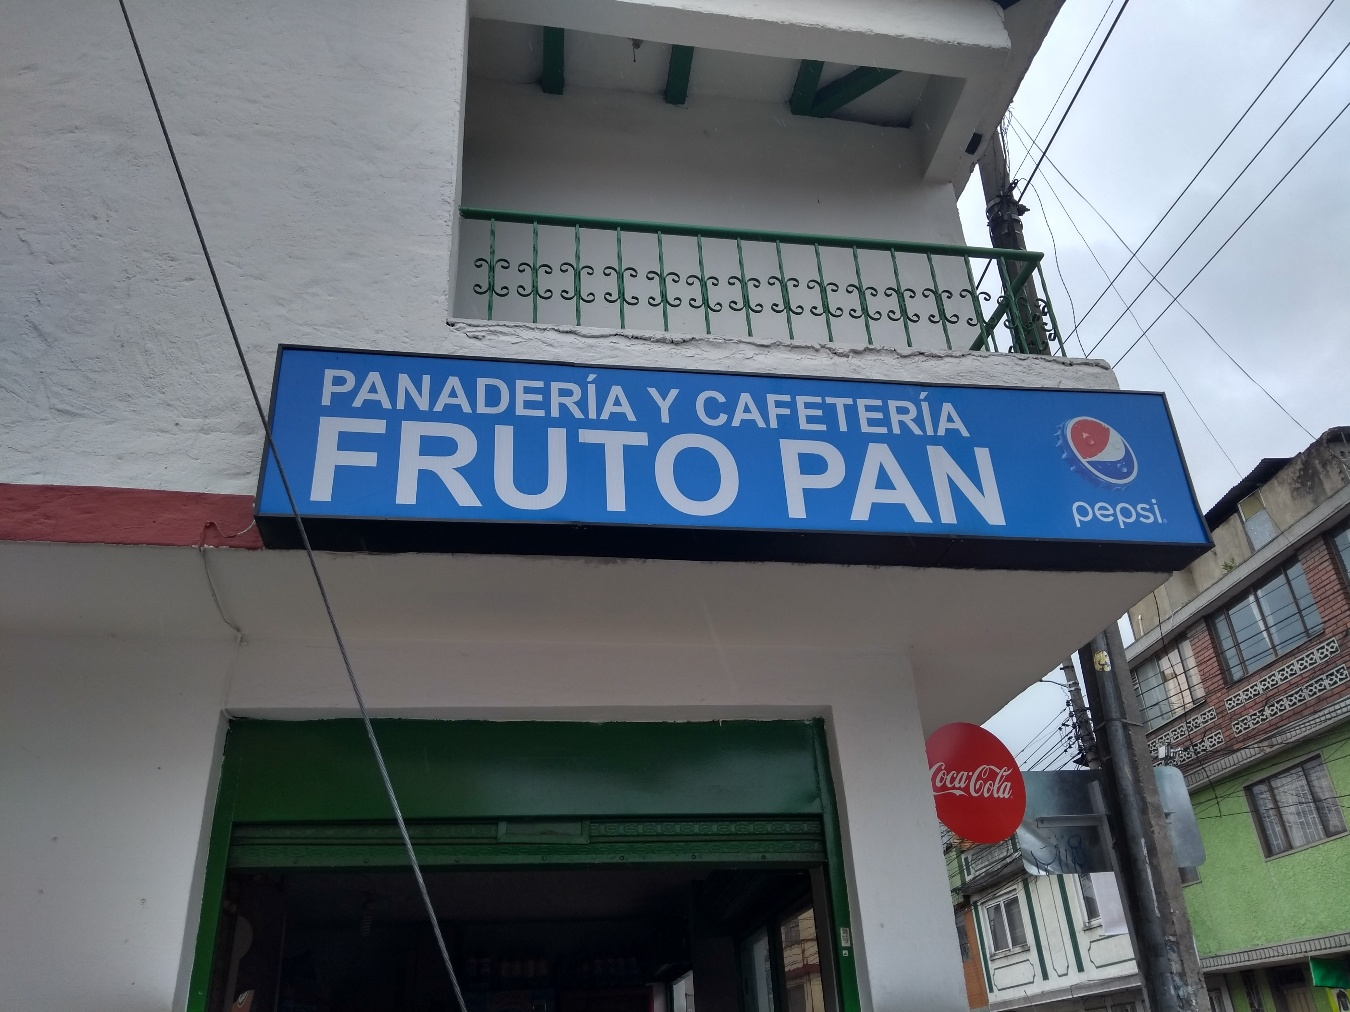 PANADERÍA Y CAFETERÍA
FRUTO PAN
pepsi
Coca-Cola